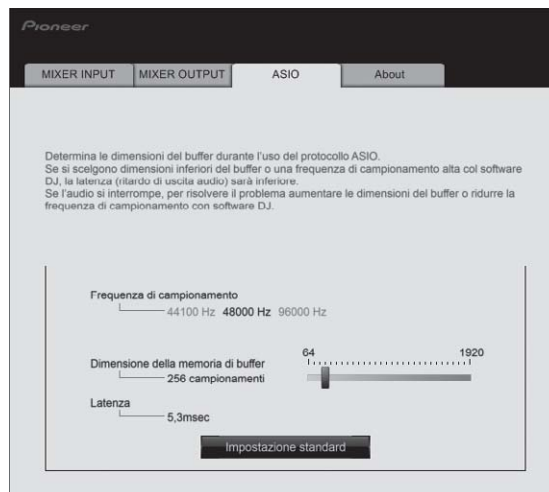 Pioneer
MIXER INPUT
MIXER OUTPUT
ASIO
About
Determina le dimensioni del buffer durante l'uso del protocollo ASIO.
Se si scelgono dimensioni inferiori del buffer o una frequenza di campionamento alta col software
DJ, la latenza (ritardo di uscita audio) sarà inferiore.
Se l'audio si interrompe, per risolvere il problema aumentare le dimensioni del buffer o ridurre la
frequenza di campionamento con software DJ.
Frequenza di campionamento
44100 Hz 48000 Hz 96000 Hz
64 1920
Dimensione della memoria di buffer
256 campionamenti
Latenza
5,3msec
Impostazione standard